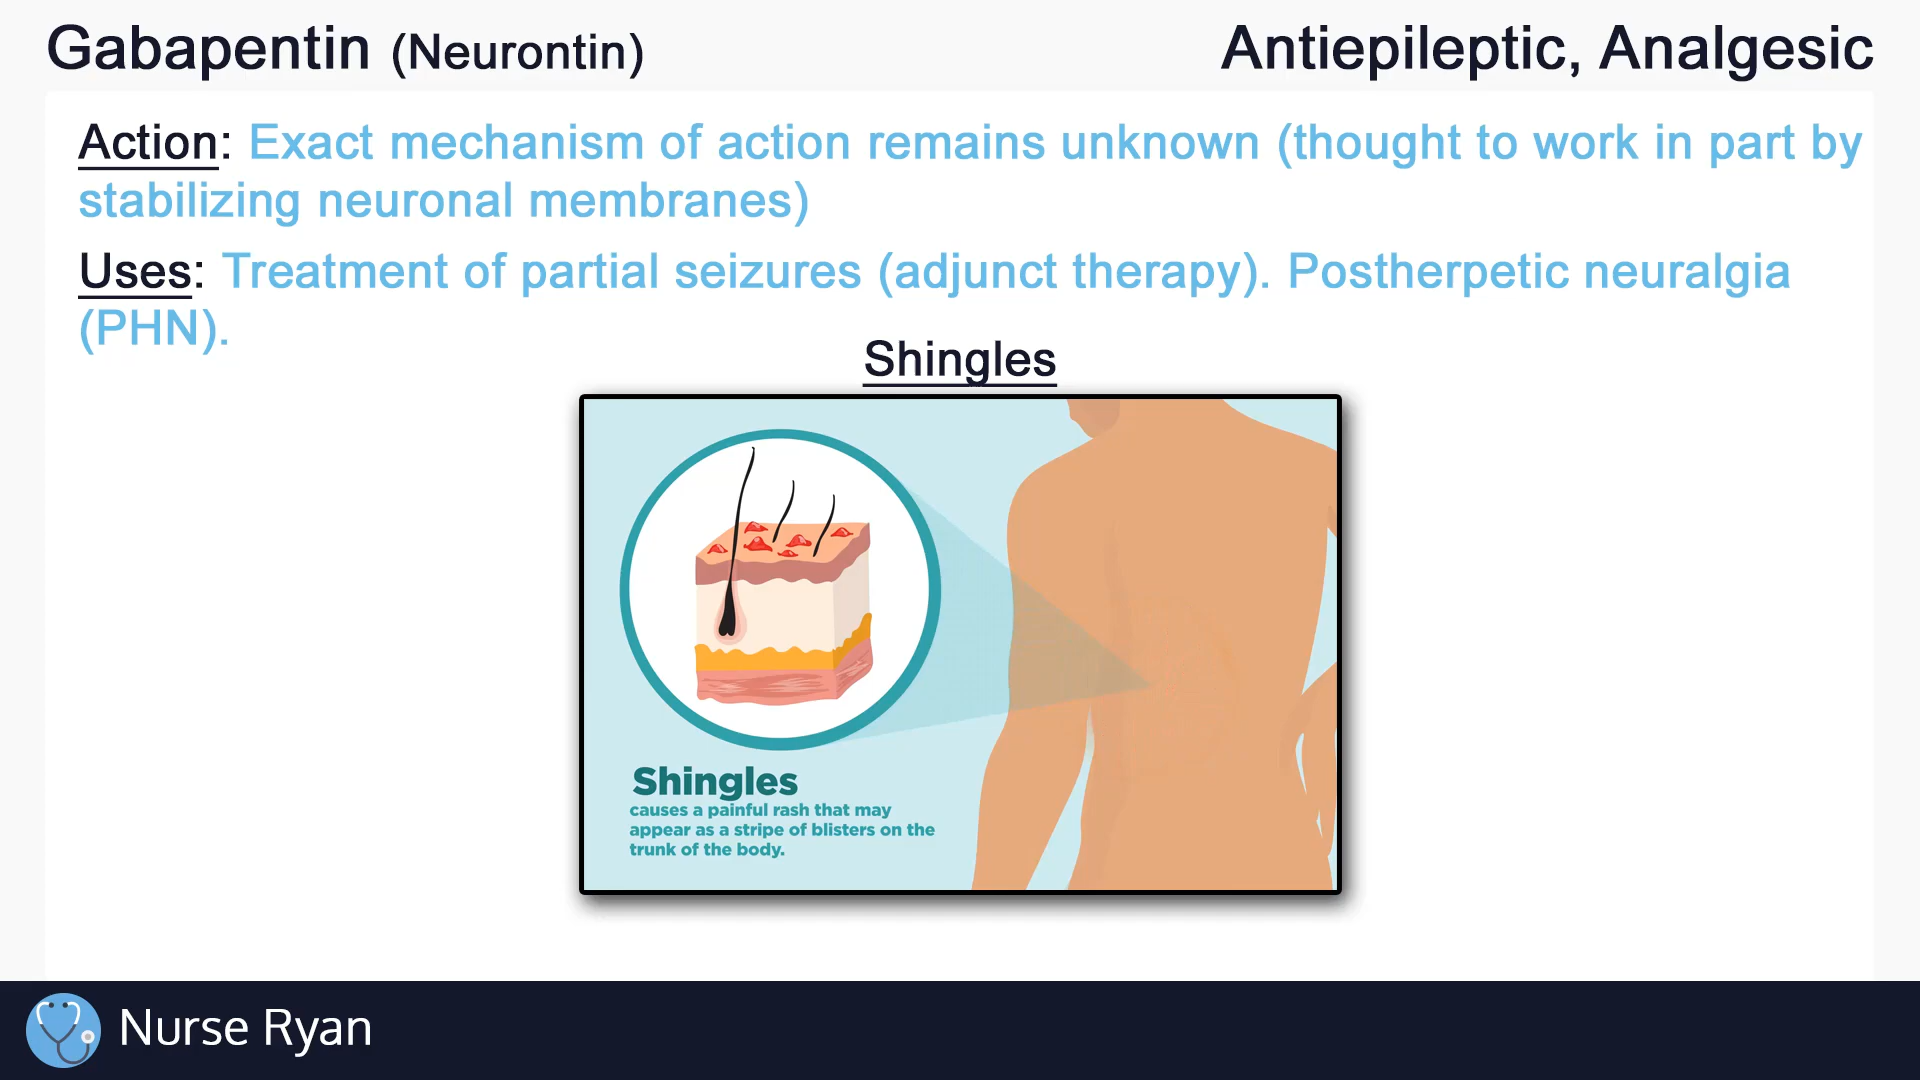 Gabapentin (Neurontin)
Antiepileptic, Analgesic
Action: Exact mechanism of action remains unknown (thought to work in part by
stabilizing neuronal membranes)
Uses: Treatment of partial seizures (adjunct therapy). Postherpetic neuralgia
(PHN).
Shingles
Shingles
causes a painful rash that may
appear as a stripe of blisters on the
trunk of the body.
Nurse Ryan